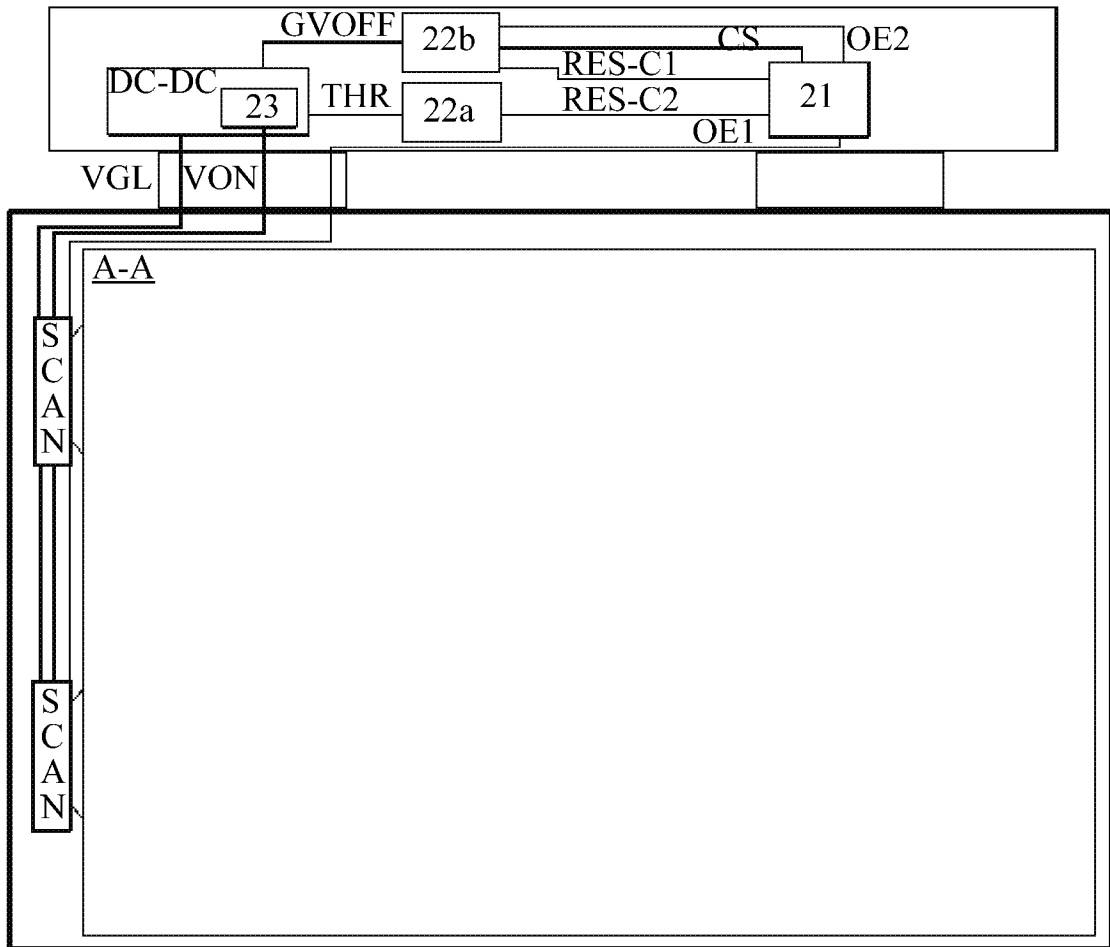 GVOFF
22b
CS
OE2
DC-DC
RES-C1
23
THR
22a
RES-C2
21
OE1
VGL
VON
A-A
SCAN
SCAN